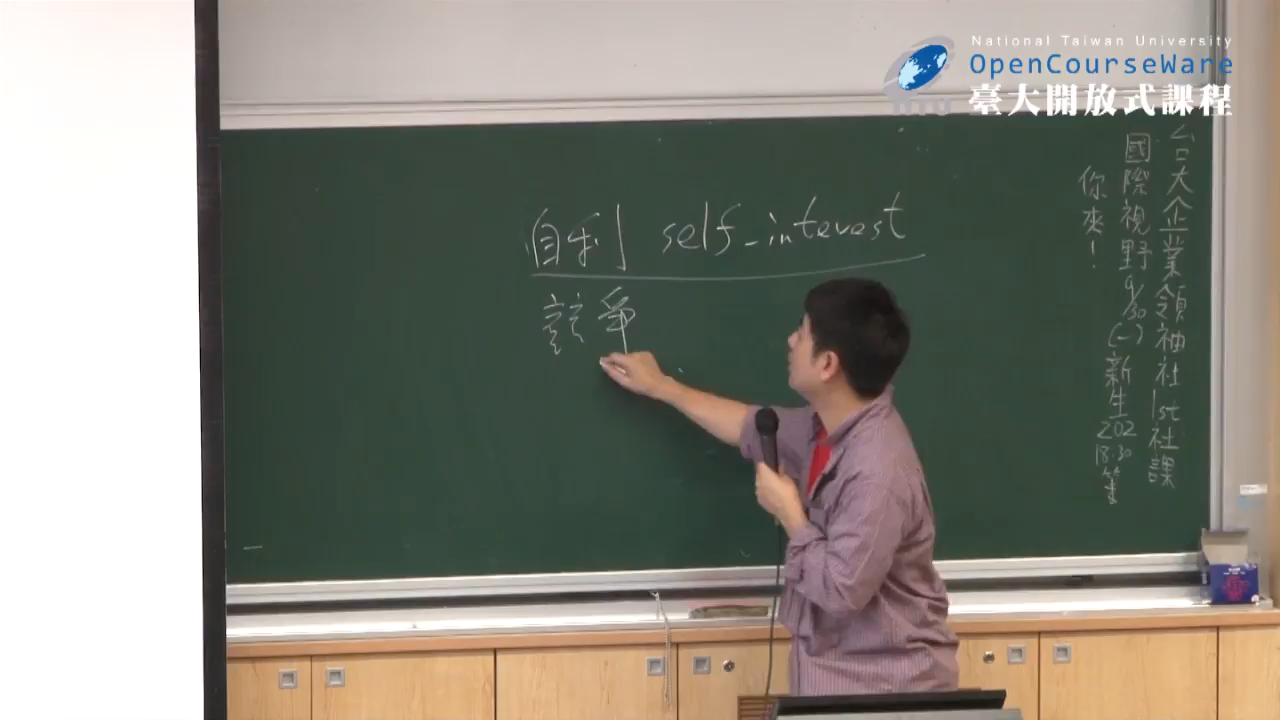 National Taiwan University
OpenCourseWare
臺大開放式課程
自利 self-interest
競爭
台大企業領袖社 1st社課
國際視野 9/30 (一) 新生202 18:30
你來！